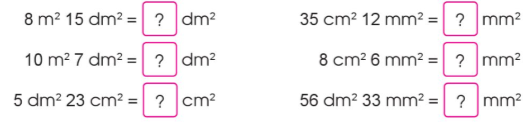 8 m² 15 dm² = ? dm²
10 m² 7 dm² = ? dm²
5 dm² 23 cm² = ? cm²
35 cm² 12 mm² = ? mm²
8 cm² 6 mm² = ? mm²
56 dm² 33 mm² = ? mm²